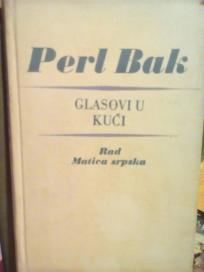 Perl Bak
GLASOVI U
KUĆI
Rad
Matica srpska